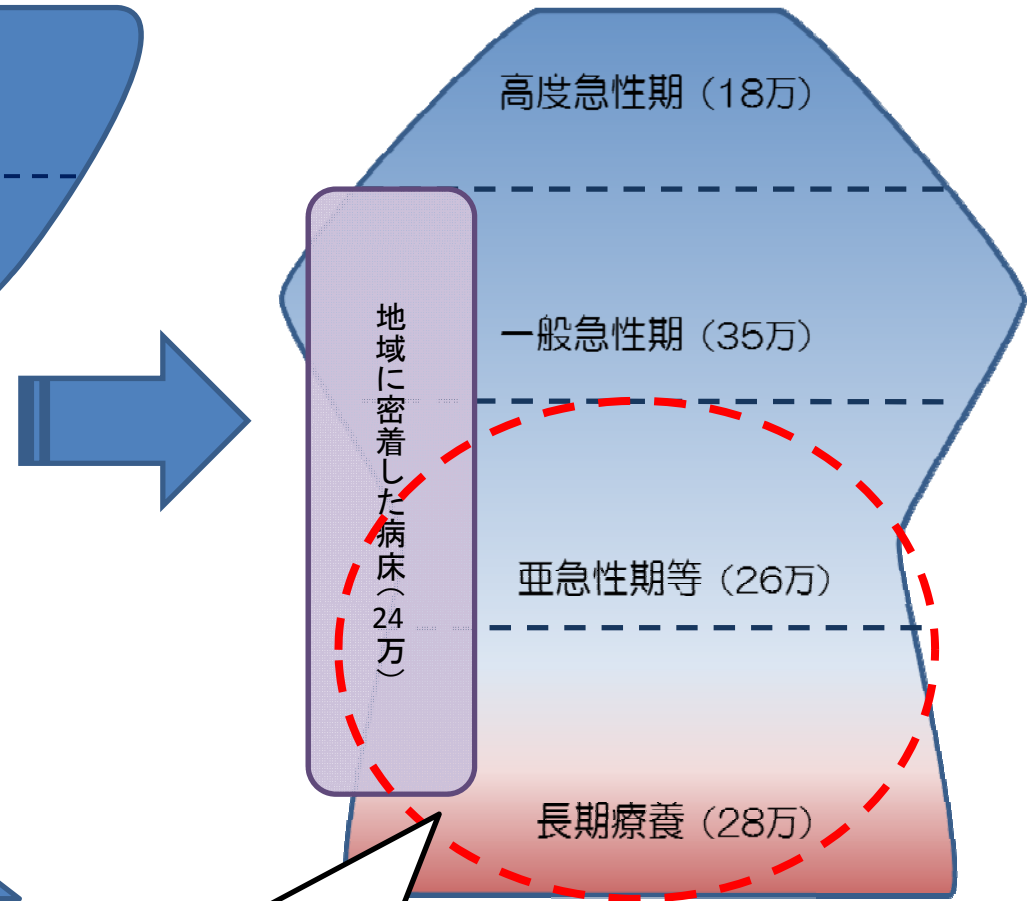 高度急性期（18万）
一般急性期（35万）
地域に密着した病床（24万）
亜急性期等（26万）
長期療養（28万）